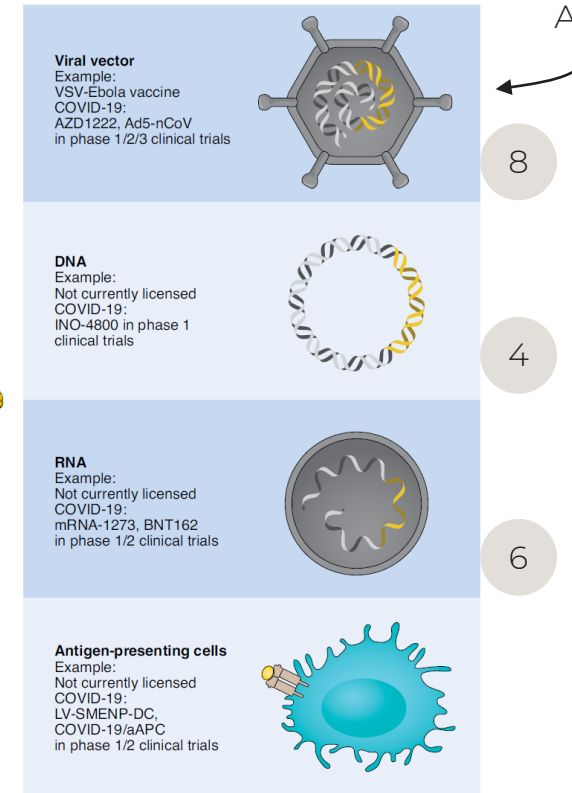 A
Viral vector
Example:
VSV-Ebola vaccine
COVID-19:
AZD1222, Ad5-nCoV
in phase 1/2/3 clinical trials
8
DNA
Example:
Not currently licensed
COVID-19:
INO-4800 in phase 1
clinical trials
4
RNA
Example:
Not currently licensed
COVID-19:
mRNA-1273, BNT162
in phase 1/2 clinical trials
6
Antigen-presenting cells
Example:
Not currently licensed
COVID-19:
LV-SMENP-DC,
COVID-19/aAPC
in phase 1/2 clinical trials